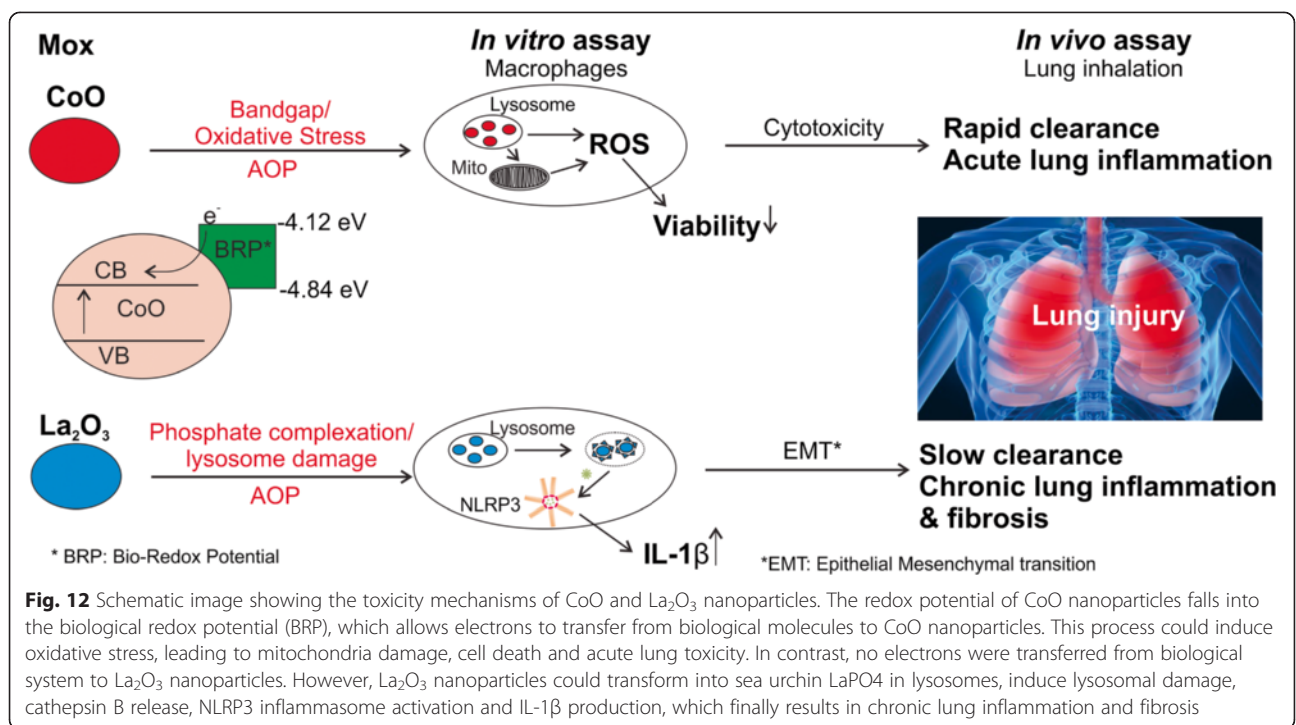 Mox
In vitro assay
Macrophages
In vivo assay
Lung inhalation
CoO
Bandgap/
Oxidative Stress
AOP
Lysosome
Mito
ROS
Viability↓
Cytotoxicity
Rapid clearance
Acute lung inflammation
e⁻
-4.12 eV
BRP*
-4.84 eV
CB
CoO
VB
Lung injury
La₂O₃
Phosphate complexation/
lysosome damage
AOP
Lysosome
NLRP3
IL-1β↑
EMT*
Slow clearance
Chronic lung inflammation
& fibrosis
* BRP: Bio-Redox Potential
*EMT: Epithelial Mesenchymal transition
Fig. 12 Schematic image showing the toxicity mechanisms of CoO and La₂O₃ nanoparticles. The redox potential of CoO nanoparticles falls into
the biological redox potential (BRP), which allows electrons to transfer from biological molecules to CoO nanoparticles. This process could induce
oxidative stress, leading to mitochondria damage, cell death and acute lung toxicity. In contrast, no electrons were transferred from biological
system to La₂O₃ nanoparticles. However, La₂O₃ nanoparticles could transform into sea urchin LaPO4 in lysosomes, induce lysosomal damage,
cathepsin B release, NLRP3 inflammasome activation and IL-1β production, which finally results in chronic lung inflammation and fibrosis